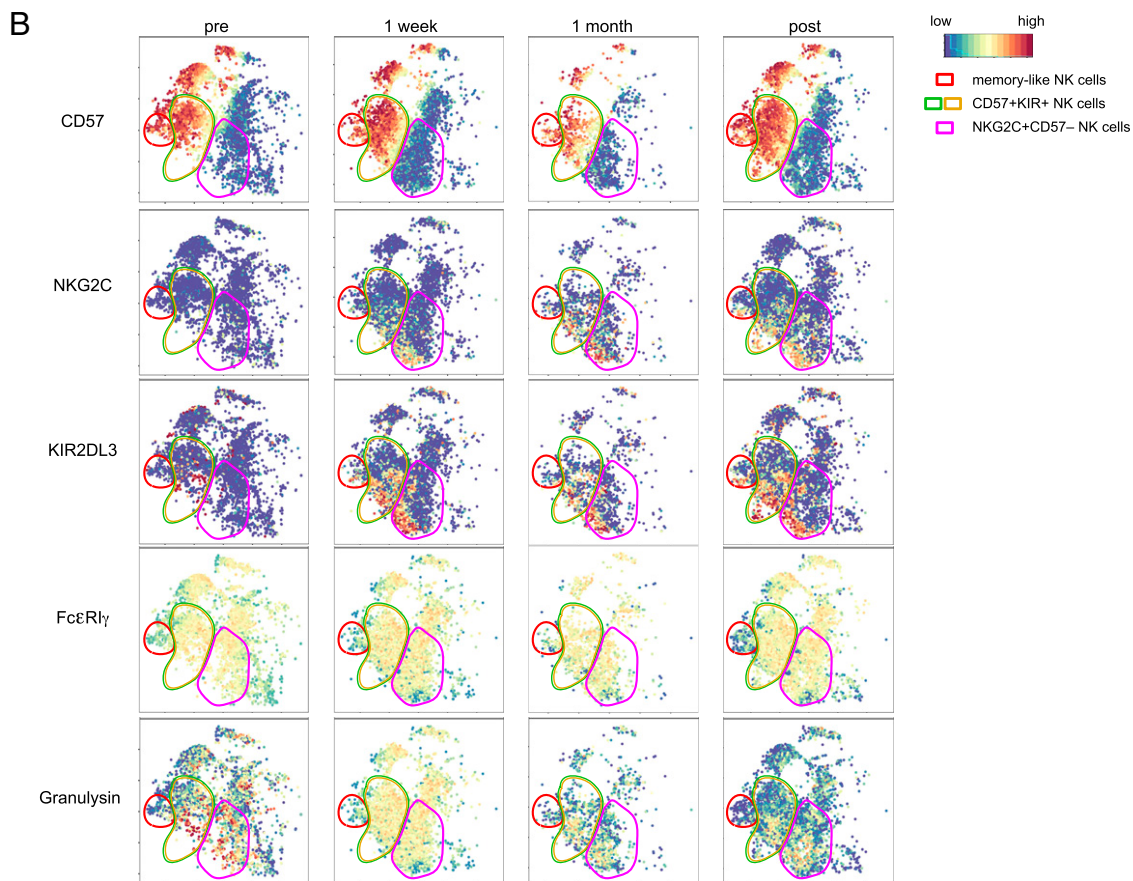 B
pre 1 week 1 month post
low high
memory-like NK cells
CD57+KIR+ NK cells
NKG2C+CD57– NK cells
CD57
NKG2C
KIR2DL3
FcεRIγ
Granulysin